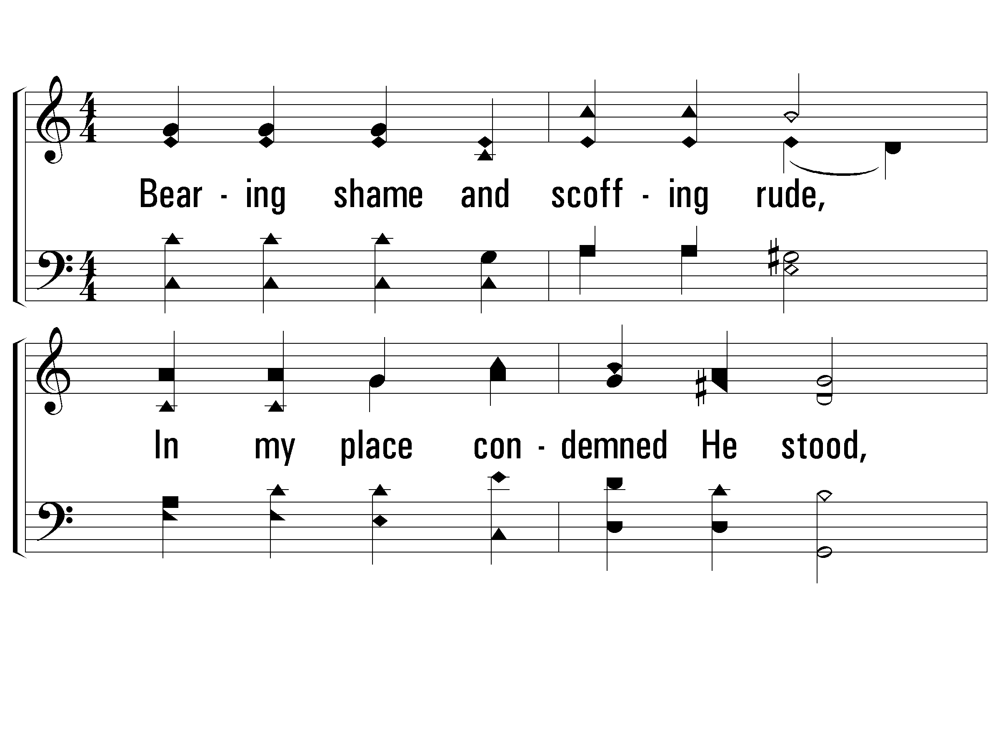 Bear - ing shame and scoff - ing rude,
In my place con - demned He stood,